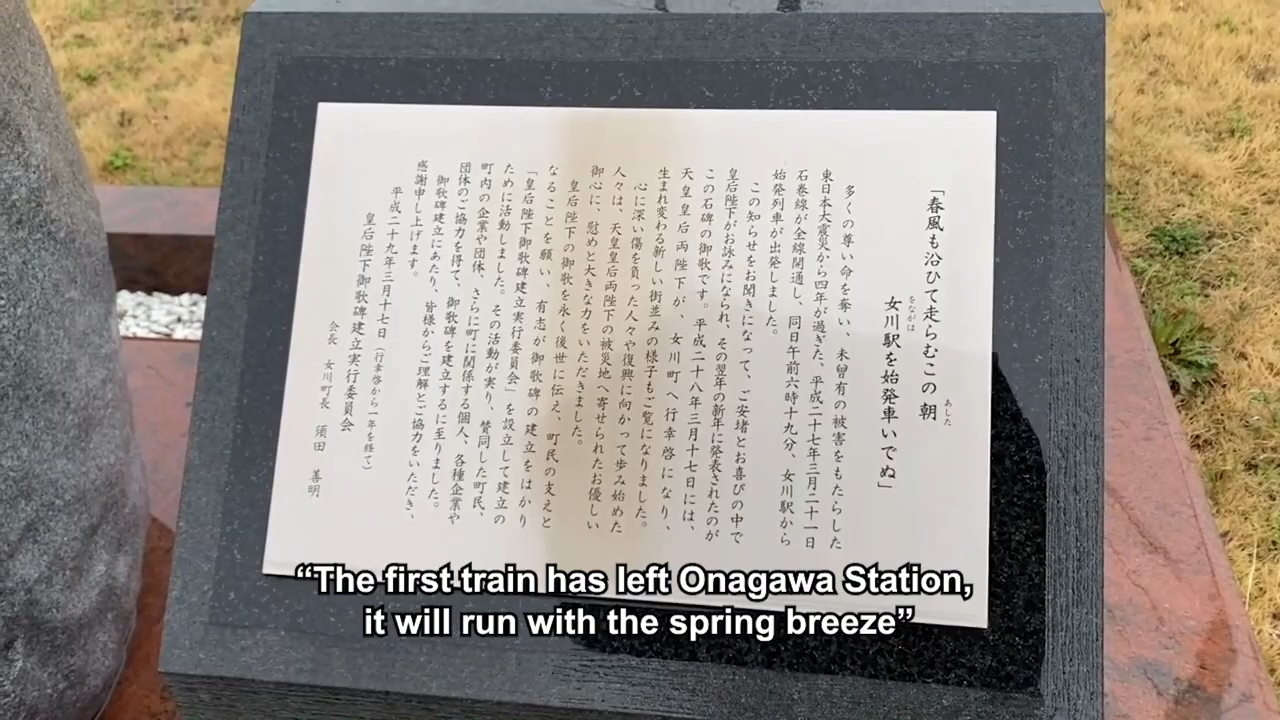 「春風も沿ひて走らむこの朝
あした
女川駅を始発車いでぬ」
をながは
多くの尊い命を奪い、未曾有の被害をもたらした
東日本大震災から四年が過ぎた、平成二十七年三月二十一日
石巻線が全線開通し、同日午前六時十九分、女川駅から
始発列車が出発しました。
この知らせをお聞きになって、ご安堵とお喜びの中で
皇后陛下がお詠みになられ、その翌年の新年に発表されたのが
この石碑の御歌です。平成二十八年三月十七日には、
天皇皇后両陛下が、女川町へ行幸啓になり、
生まれ変わる新しい街並みの様子もご覧になりました。
心に深い傷を負った人々や復興に向かって歩み始めた
人々は、天皇皇后両陛下の被災地へ寄せられたお優しい
御心に、慰めと大きな力をいただきました。
皇后陛下の御歌を永く後世に伝え、町民の支えと
なることを願い、有志が御歌碑の建立をはかり
「皇后陛下御歌碑建立実行委員会」を設立して建立の
ために活動しました。その活動が実り、賛同した町民、
町内の企業や団体、さらに町に関係する個人、各種企業や
団体のご協力を得て、御歌碑を建立するに至りました。
御歌碑建立にあたり、皆様からご理解とご協力をいただき、
感謝申し上げます。
平成二十九年三月十七日（行幸啓から一年を経て）
皇后陛下御歌碑建立実行委員会
会長 女川町長 須田 善明
“The first train has left Onagawa Station,
it will run with the spring breeze”